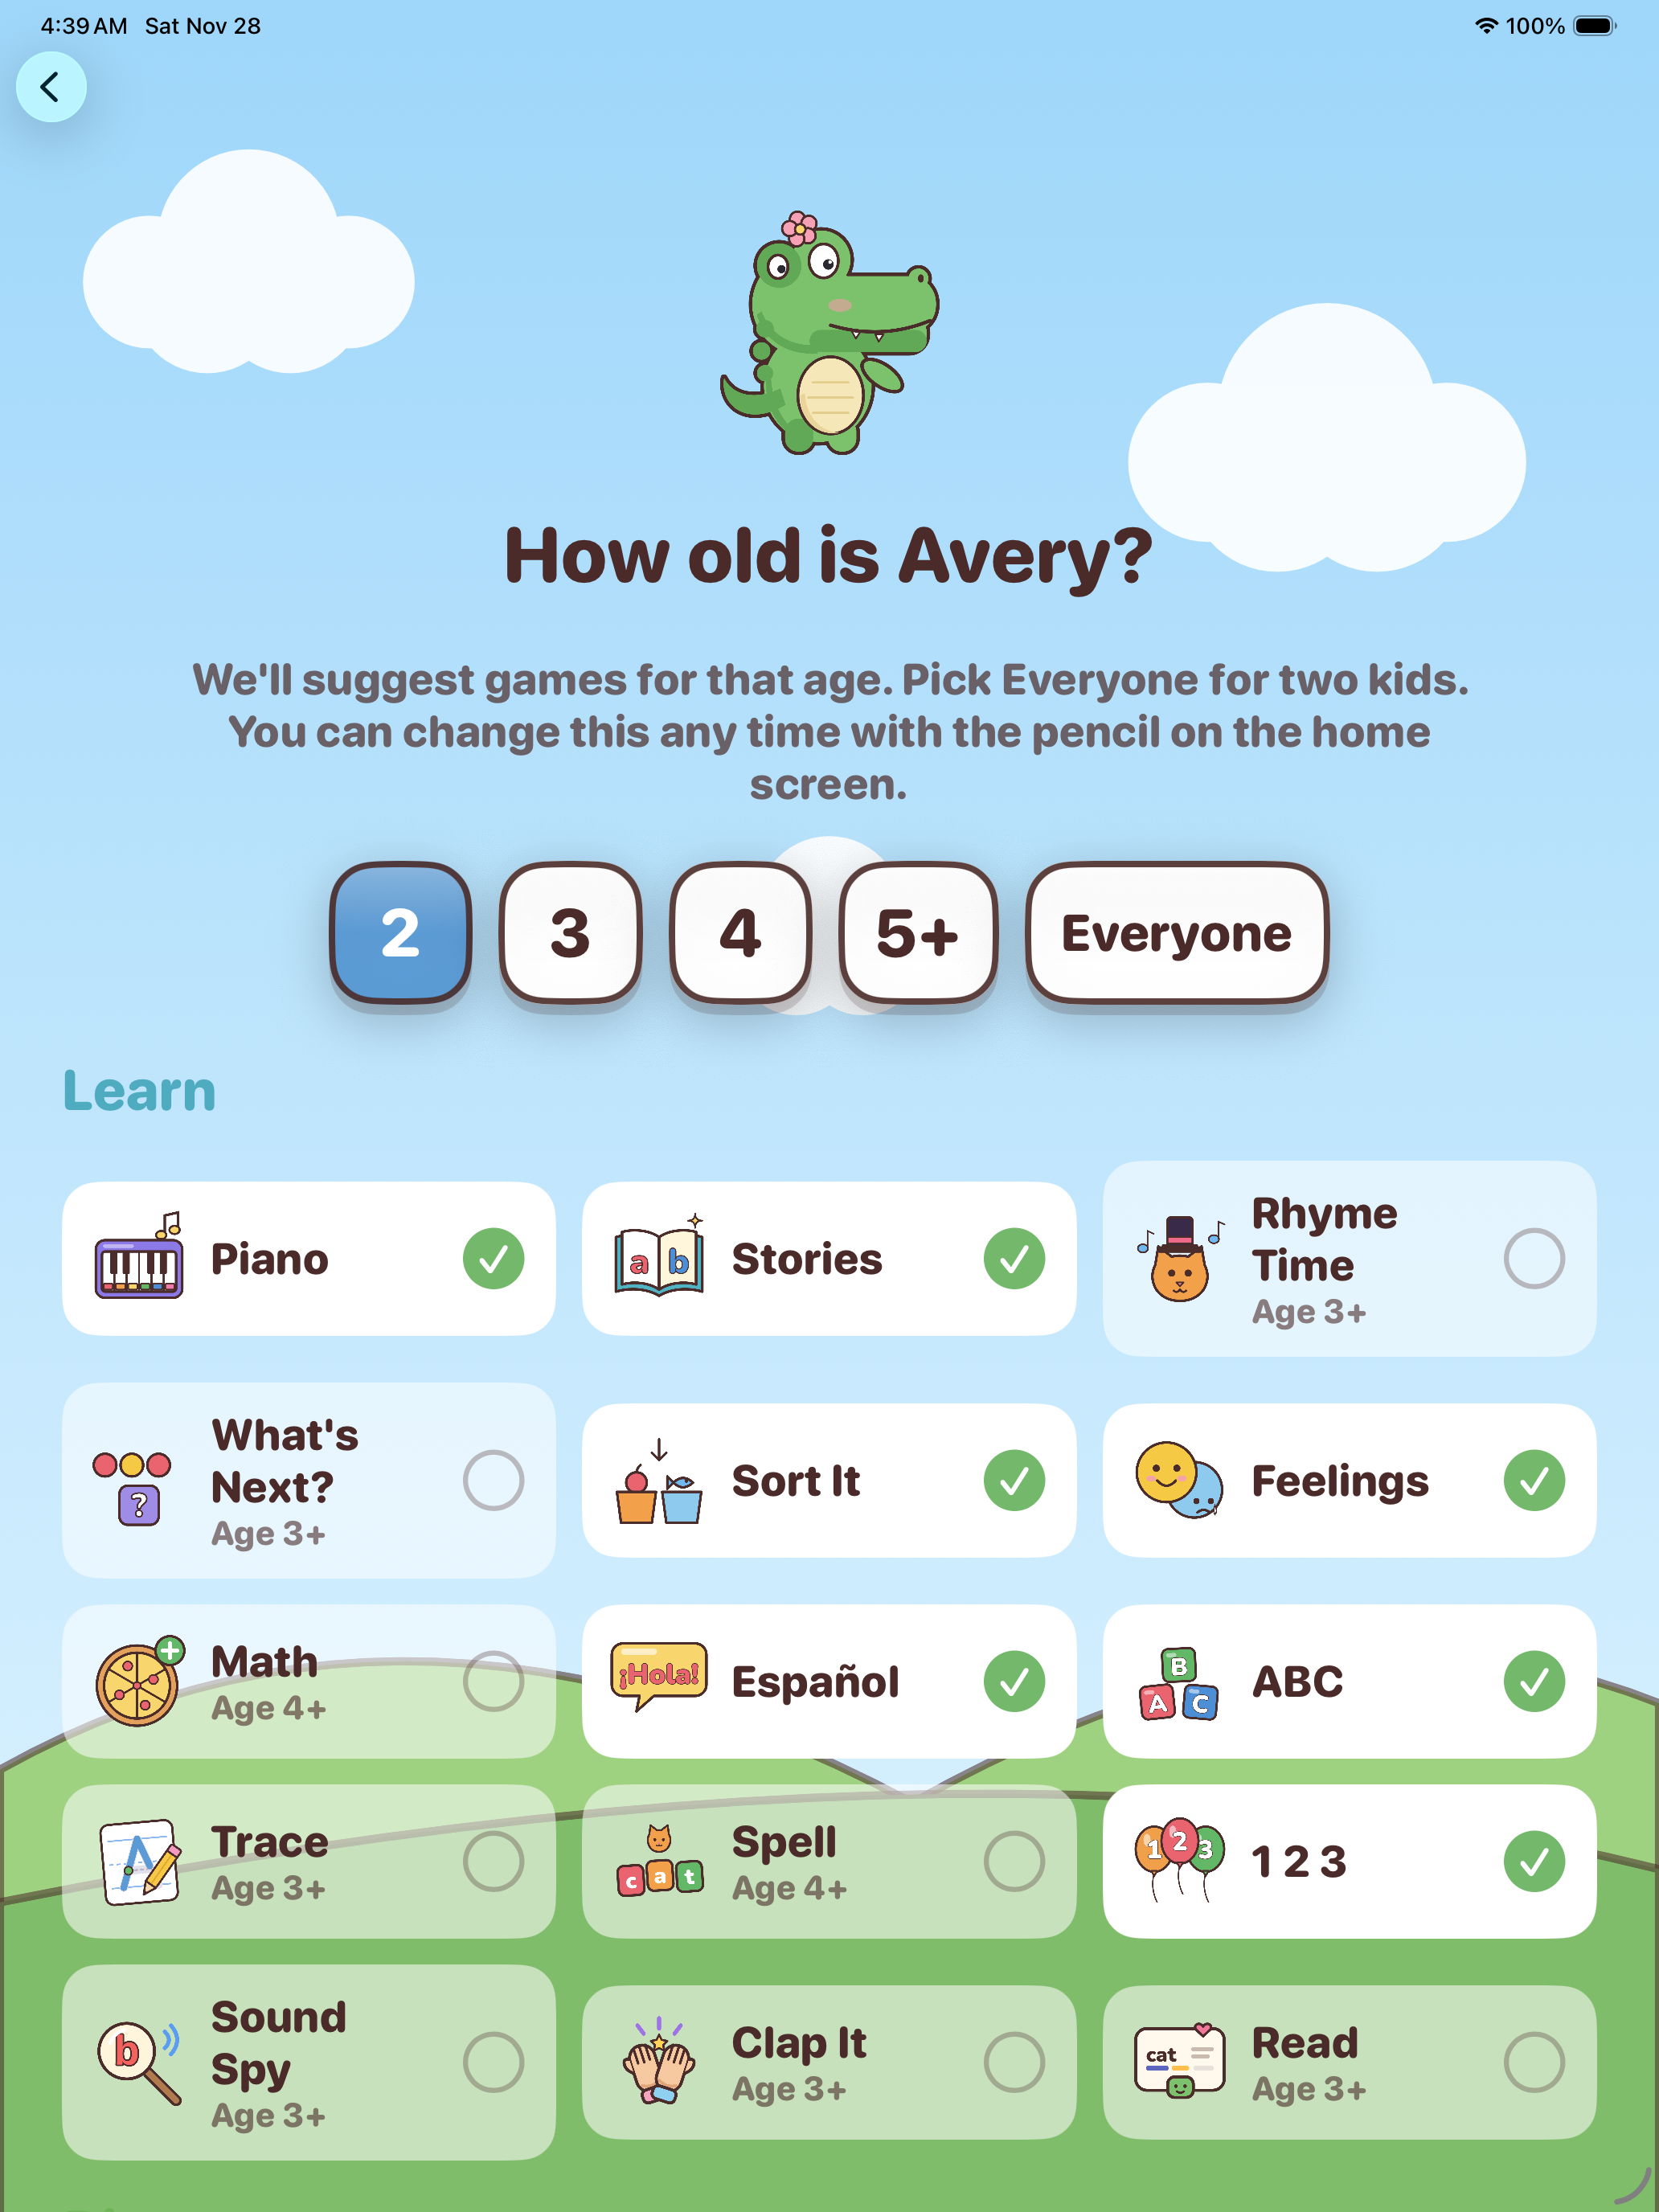 4:39 AM Sat Nov 28
100%
How old is Avery?
We'll suggest games for that age. Pick Everyone for two kids.
You can change this any time with the pencil on the home
screen.
2
3
4
5+
Everyone
Learn
Piano
a b
Stories
Rhyme
Time
Age 3+
?
What's
Next?
Age 3+
Sort It
Feelings
Math
Age 4+
¡Hola!
Español
B
A C
ABC
A
Trace
Age 3+
c a t
Spell
Age 4+
1 2 3
1 2 3
b
Sound
Spy
Age 3+
Clap It
Age 3+
cat
Read
Age 3+